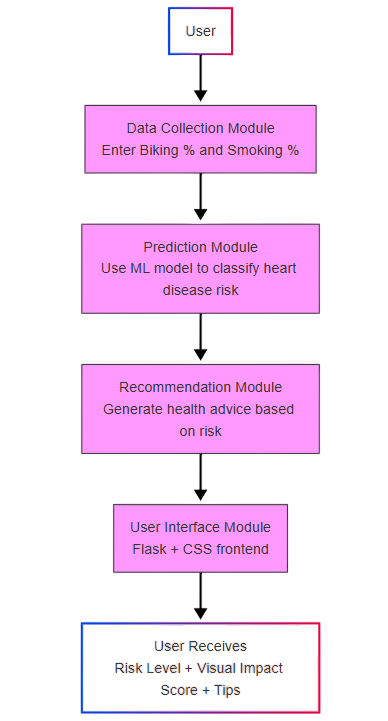 User
Data Collection Module
Enter Biking % and Smoking %
Prediction Module
Use ML model to classify heart
disease risk
Recommendation Module
Generate health advice based
on risk
User Interface Module
Flask + CSS frontend
User Receives
Risk Level + Visual Impact
Score + Tips